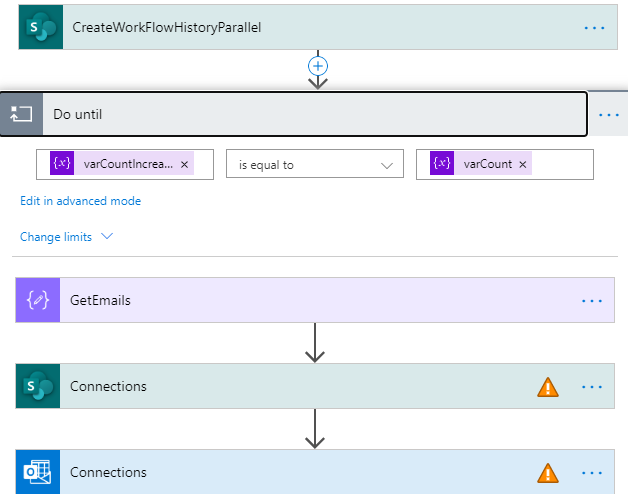 CreateWorkFlowHistoryParallel
Do until
varCountIncrea... is equal to varCount
Edit in advanced mode
Change limits
GetEmails
Connections
Connections